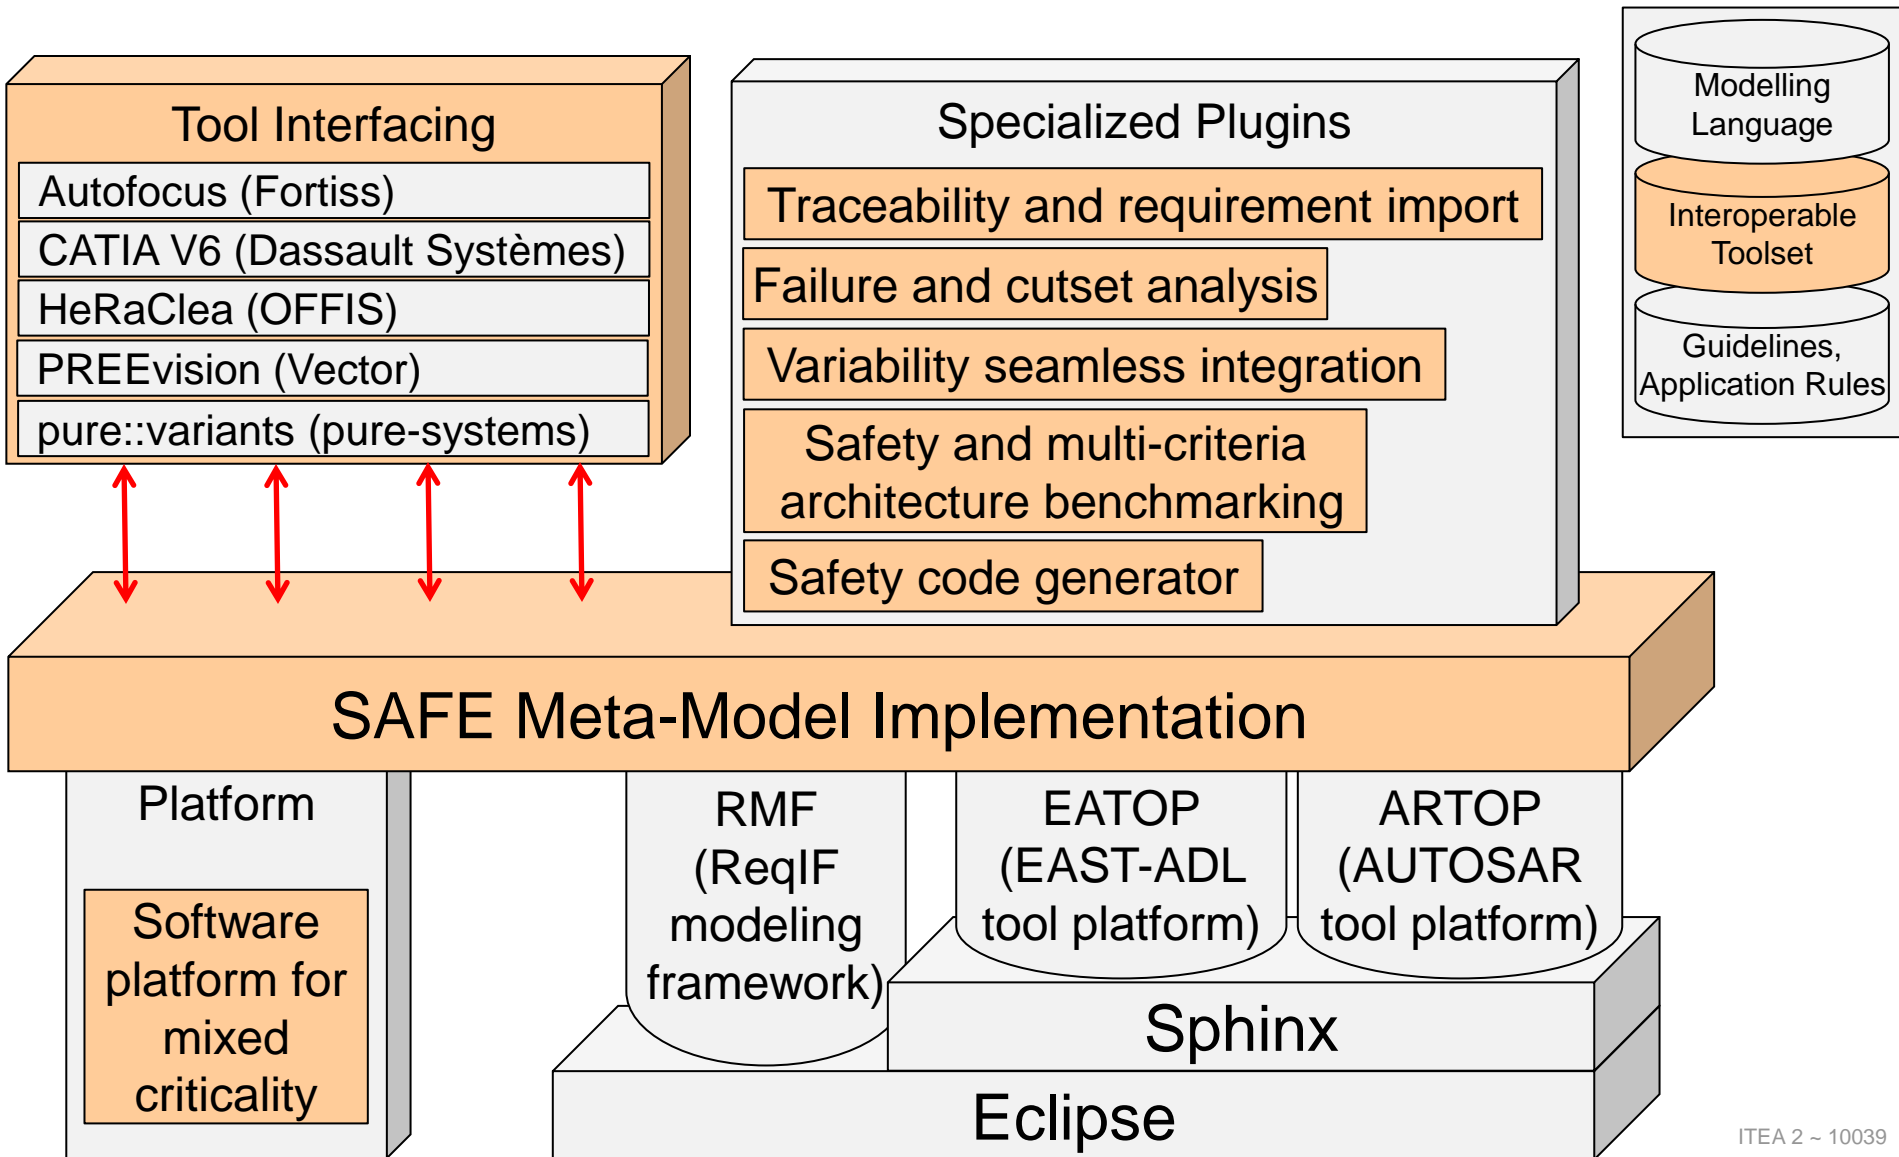 Tool Interfacing
Autofocus (Fortiss)
CATIA V6 (Dassault Systèmes)
HeRaClea (OFFIS)
PREEvision (Vector)
pure::variants (pure-systems)
Specialized Plugins
Traceability and requirement import
Failure and cutset analysis
Variability seamless integration
Safety and multi-criteria
architecture benchmarking
Safety code generator
Modelling
Language
Interoperable
Toolset
Guidelines,
Application Rules
SAFE Meta-Model Implementation
Platform
Software
platform for
mixed
criticality
RMF
(ReqIF
modeling
framework)
EATOP
(EAST-ADL
tool platform)
ARTOP
(AUTOSAR
tool platform)
Sphinx
Eclipse
ITEA 2 ~ 10039